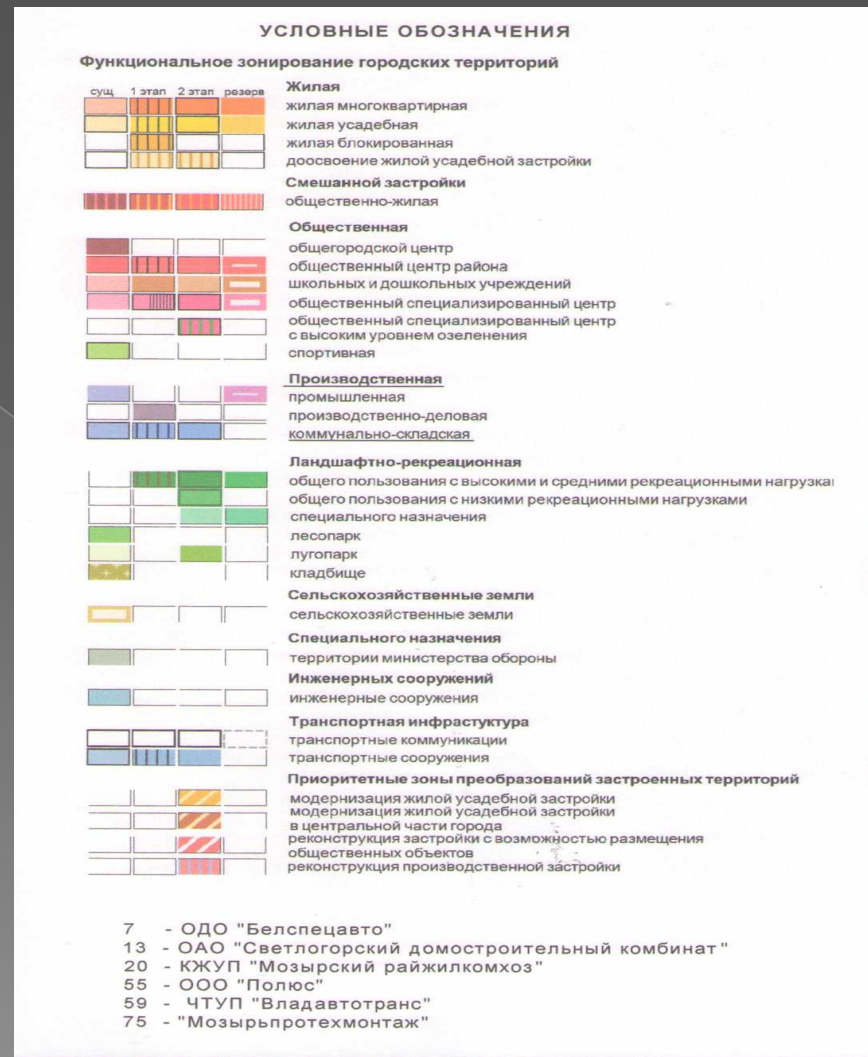 УСЛОВНЫЕ ОБОЗНАЧЕНИЯ
Функциональное зонирование городских территорий
сущ 1 этап 2 этап резерв
Жилая
жилая многоквартирная
жилая усадебная
жилая блокированная
доосвоение жилой усадебной застройки
Смешанной застройки
общественно-жилая
Общественная
общегородской центр
общественный центр района
школьных и дошкольных учреждений
общественный специализированный центр
общественный специализированный центр
с высоким уровнем озеленения
спортивная
Производственная
промышленная
производственно-деловая
коммунально-складская
Ландшафтно-рекреационная
общего пользования с высокими и средними рекреационными нагрузкаı
общего пользования с низкими рекреационными нагрузками
специального назначения
лесопарк
лугопарк
кладбище
Сельскохозяйственные земли
сельскохозяйственные земли
Специального назначения
территории министерства обороны
Инженерных сооружений
инженерные сооружения
Транспортная инфрастуктура
транспортные коммуникации
транспортные сооружения
Приоритетные зоны преобразований застроенных территорий
модернизация жилой усадебной застройки
модернизация жилой усадебной застройки
в центральной части города
реконструкция застройки с возможностью размещения
общественных объектов
реконструкция производственной застройки
7 - ОДО "Белспецавто"
13 - ОАО "Светлогорский домостроительный комбинат"
20 - КЖУП "Мозырский райжилкомхоз"
55 - ООО "Полюс"
59 - ЧТУП "Владавтотранс"
75 - "Мозырьпротехмонтаж"